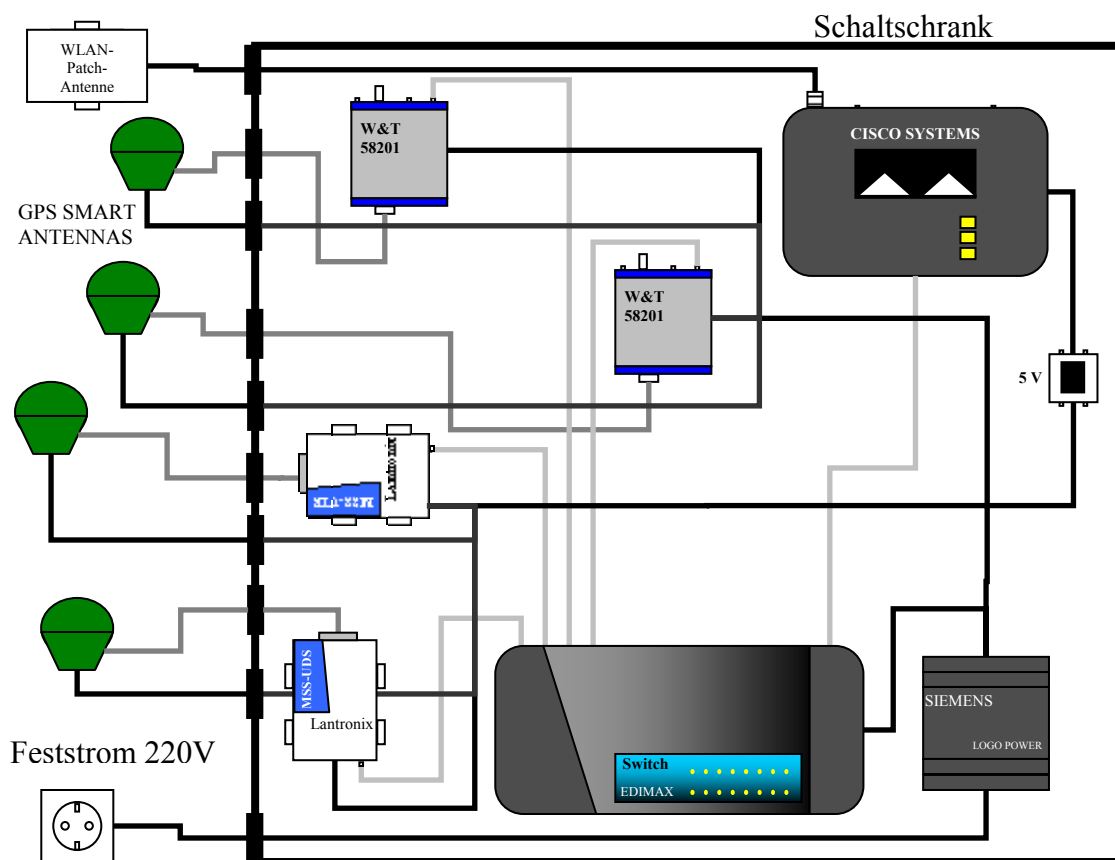 Schaltschrank
WLAN-
Patch-
Antenne
W&T
58201
CISCO SYSTEMS
GPS SMART
ANTENNAS
W&T
58201
5 V
Lantronix
MSS-UDS
Lantronix
Feststrom 220V
Switch
EDIMAX
SIEMENS
LOGO POWER